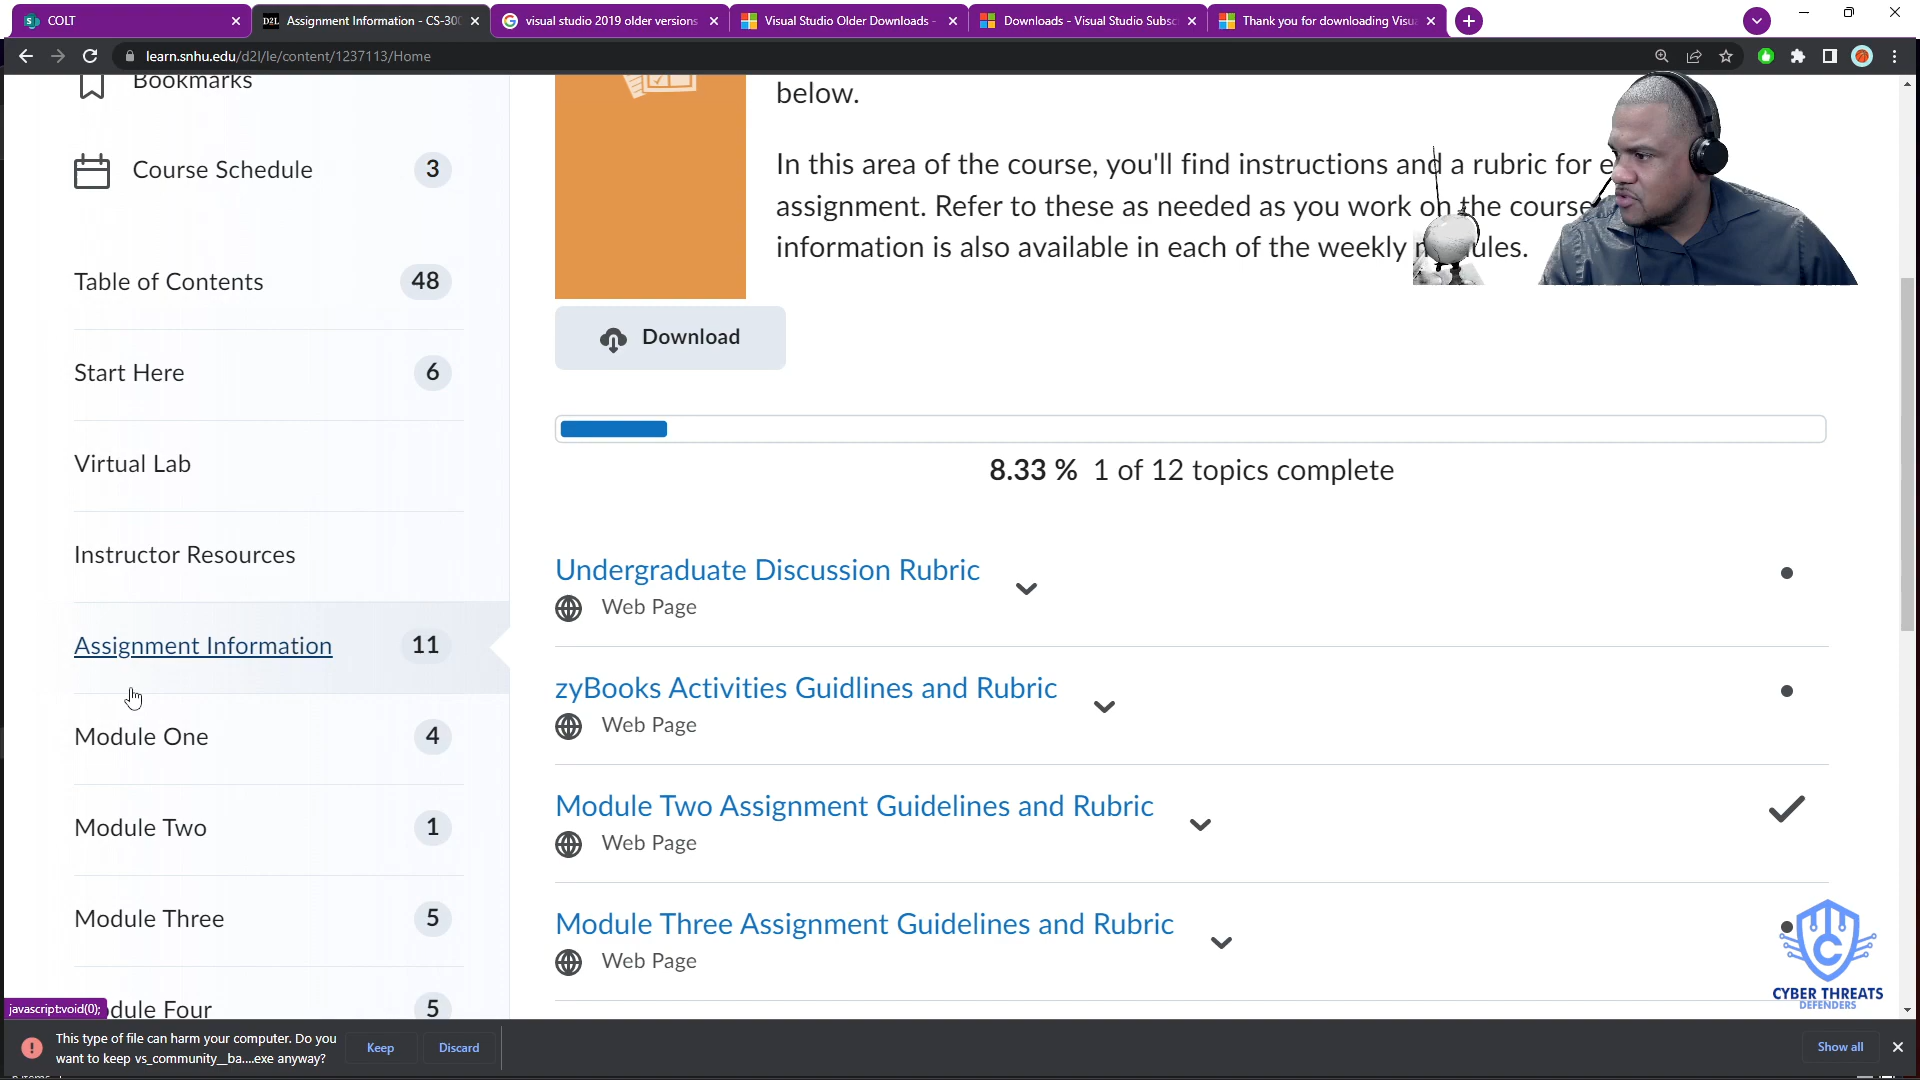 COLT
D2L Assignment Information - CS-300
visual studio 2019 older versions
Visual Studio Older Downloads -
Downloads - Visual Studio Subsc
Thank you for downloading Visu
learn.snhu.edu/d2l/le/content/1237113/Home
Bookmarks
Course Schedule 3
Table of Contents 48
Start Here 6
Virtual Lab
Instructor Resources
Assignment Information 11
Module One 4
Module Two 1
Module Three 5
dule Four 5
below.
In this area of the course, you'll find instructions and a rubric for e
assignment. Refer to these as needed as you work on the course
information is also available in each of the weekly m ules.
Download
8.33 % 1 of 12 topics complete
Undergraduate Discussion Rubric
Web Page
zyBooks Activities Guidlines and Rubric
Web Page
Module Two Assignment Guidelines and Rubric
Web Page
Module Three Assignment Guidelines and Rubric
Web Page
CYBER THREATS
DEFENDERS
javascript:void(0);
This type of file can harm your computer. Do you
want to keep vs_community__ba....exe anyway?
Keep
Discard
Show all